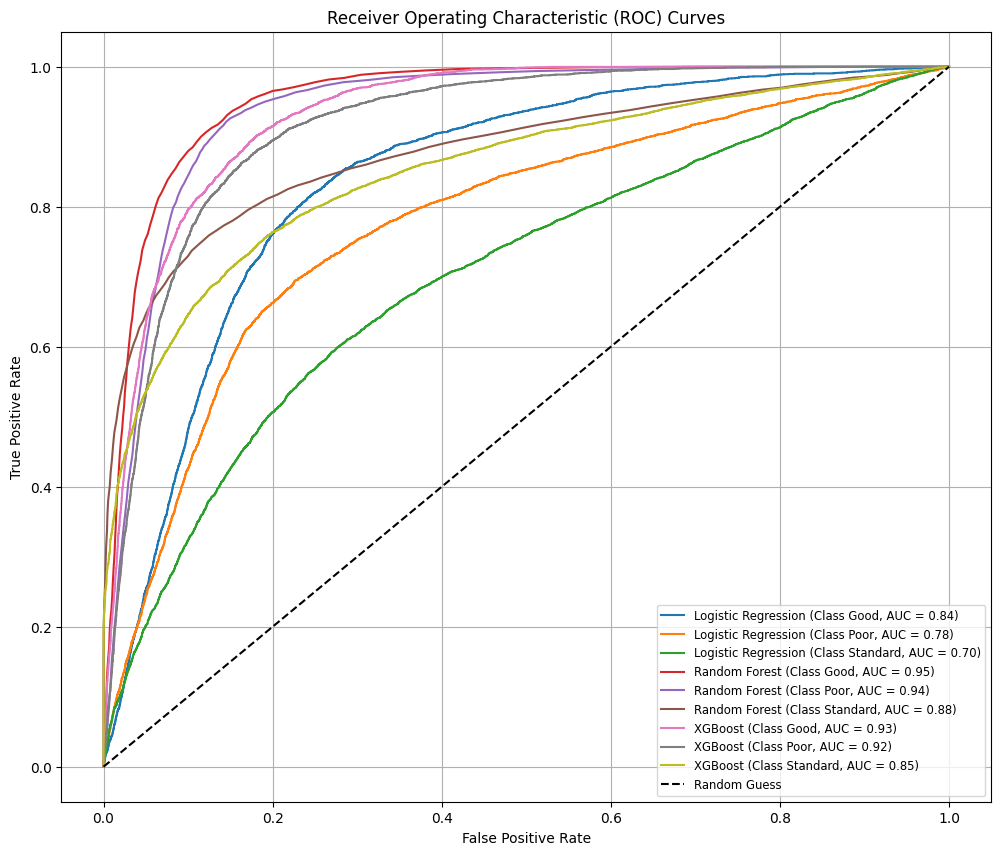 Receiver Operating Characteristic (ROC) Curves
1.0
0.8
0.6
0.4
0.2
0.0
True Positive Rate
Logistic Regression (Class Good, AUC = 0.84)
Logistic Regression (Class Poor, AUC = 0.78)
Logistic Regression (Class Standard, AUC = 0.70)
Random Forest (Class Good, AUC = 0.95)
Random Forest (Class Poor, AUC = 0.94)
Random Forest (Class Standard, AUC = 0.88)
XGBoost (Class Good, AUC = 0.93)
XGBoost (Class Poor, AUC = 0.92)
XGBoost (Class Standard, AUC = 0.85)
Random Guess
0.0 0.2 0.4 0.6 0.8 1.0
False Positive Rate